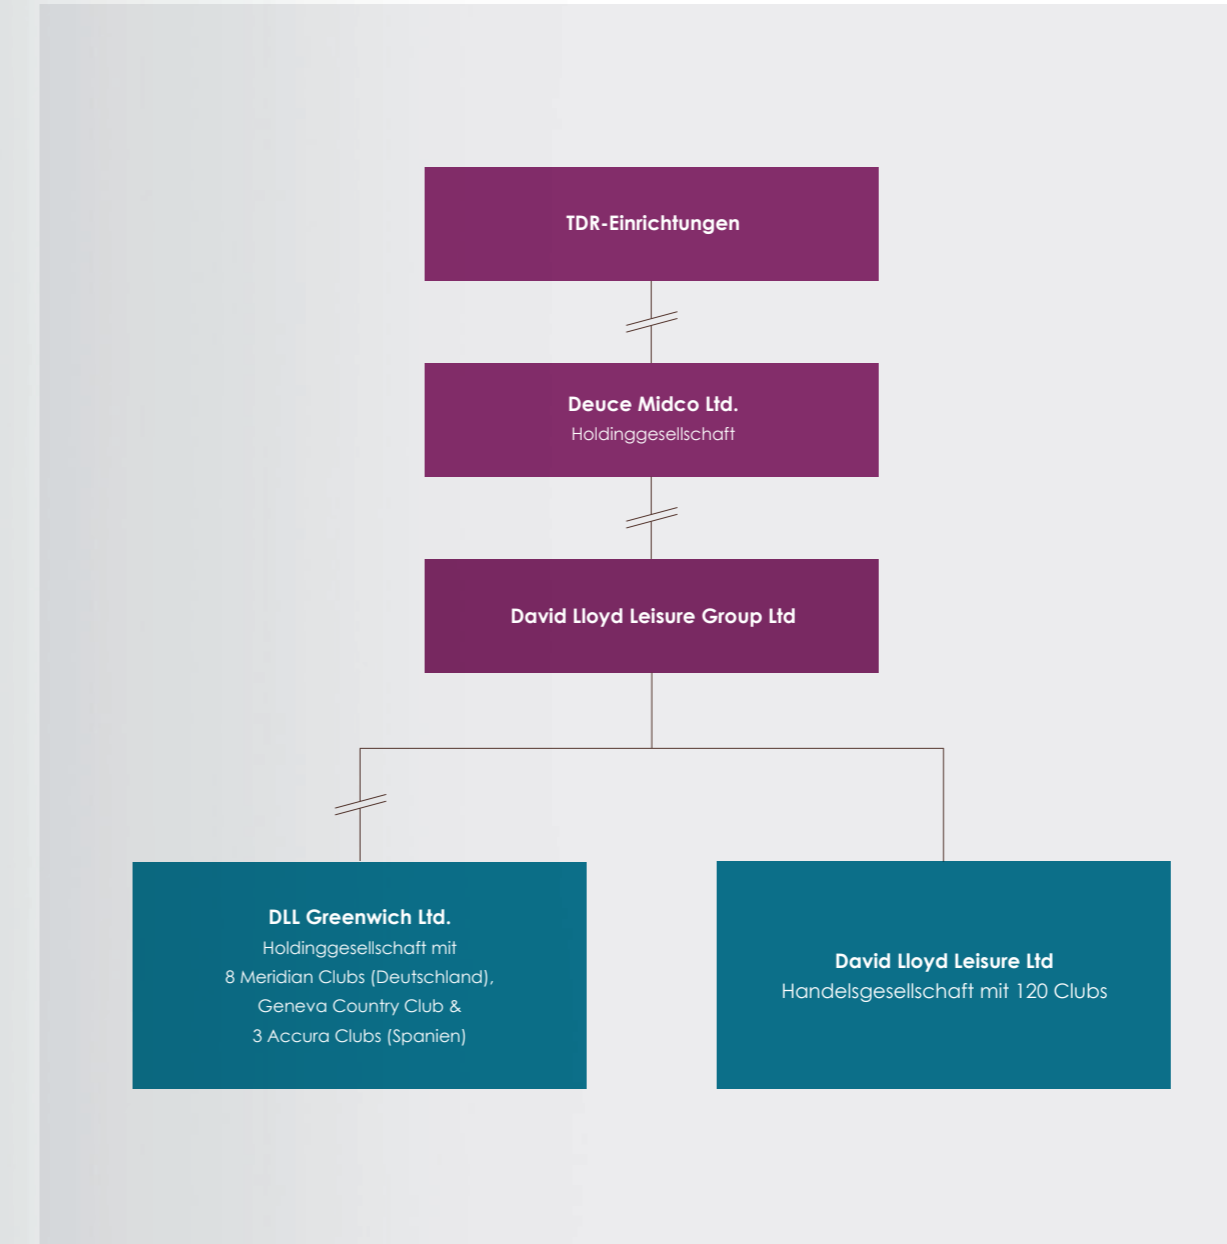 TDR-Einrichtungen
Deuce Midco Ltd.
Holdinggesellschaft
David Lloyd Leisure Group Ltd
DLL Greenwich Ltd.
Holdinggesellschaft mit
8 Meridian Clubs (Deutschland),
Geneva Country Club &
3 Accura Clubs (Spanien)
David Lloyd Leisure Ltd
Handelsgesellschaft mit 120 Clubs